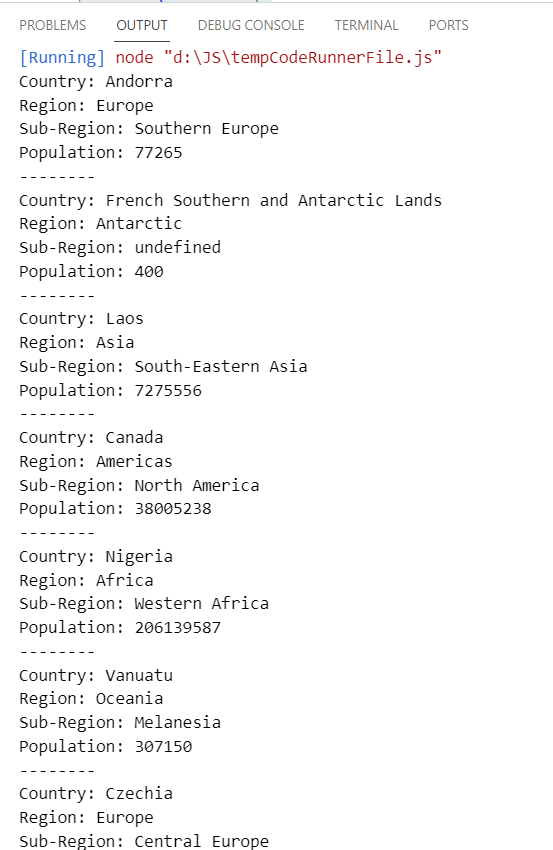 PROBLEMS OUTPUT DEBUG CONSOLE TERMINAL PORTS
[Running] node "d:\JS\tempCodeRunnerFile.js"
Country: Andorra
Region: Europe
Sub-Region: Southern Europe
Population: 77265
--------
Country: French Southern and Antarctic Lands
Region: Antarctic
Sub-Region: undefined
Population: 400
--------
Country: Laos
Region: Asia
Sub-Region: South-Eastern Asia
Population: 7275556
--------
Country: Canada
Region: Americas
Sub-Region: North America
Population: 38005238
--------
Country: Nigeria
Region: Africa
Sub-Region: Western Africa
Population: 206139587
--------
Country: Vanuatu
Region: Oceania
Sub-Region: Melanesia
Population: 307150
--------
Country: Czechia
Region: Europe
Sub-Region: Central Europe